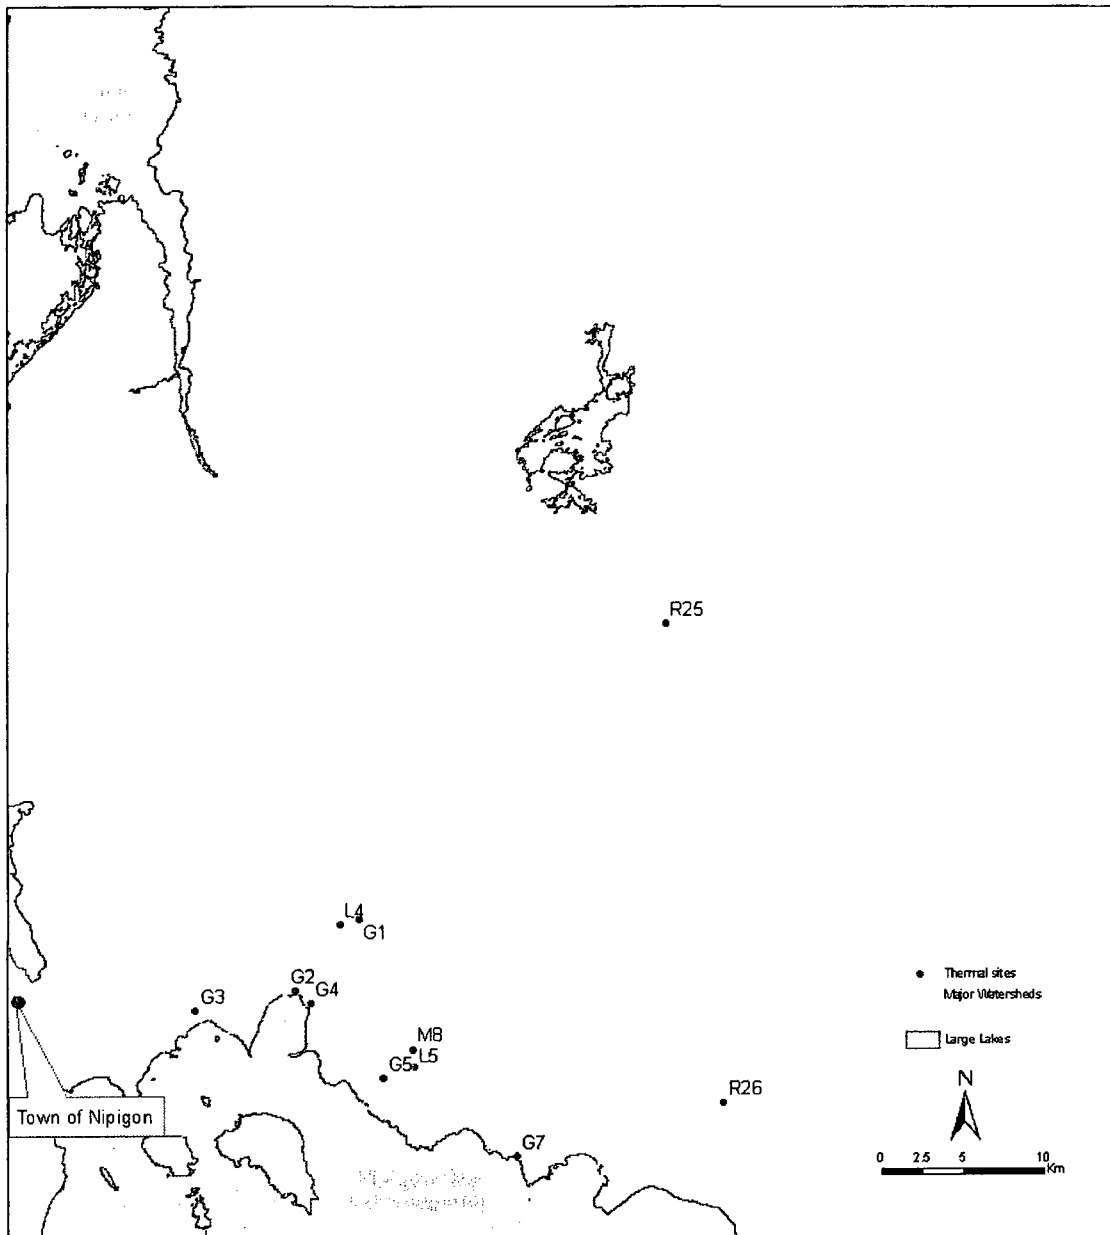 R25
L4
G1
G2
G4
G3
M8
L5
G5
R26
G7
Town of Nipigon
Thermal sites
Major Watersheds
Large Lakes
N
0 2.5 5 10
Km